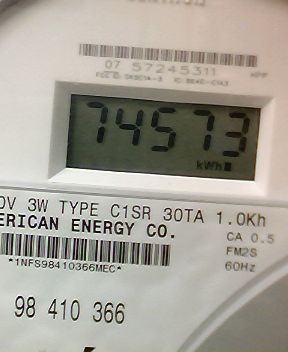 07 57245311
74573
kWh
0V 3W TYPE C1SR 30TA 1.0Kh
ERICAN ENERGY CO.
CA 0.5
*1NFS98410366MEC*
FM2S
60Hz
98 410 366